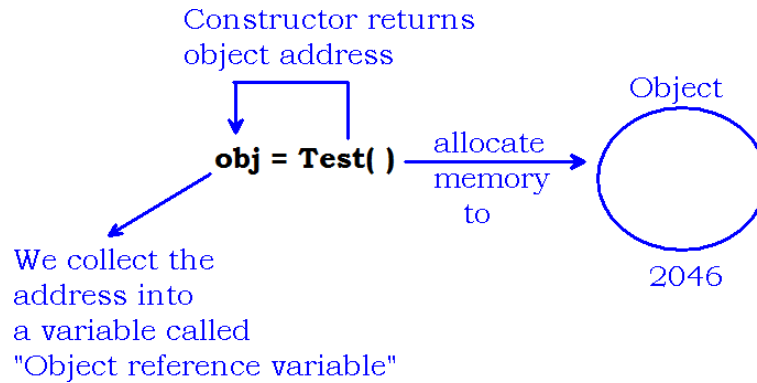 Constructor returns
object address
Object
obj = Test( )
allocate
memory
to
2046
We collect the
address into
a variable called
"Object reference variable"